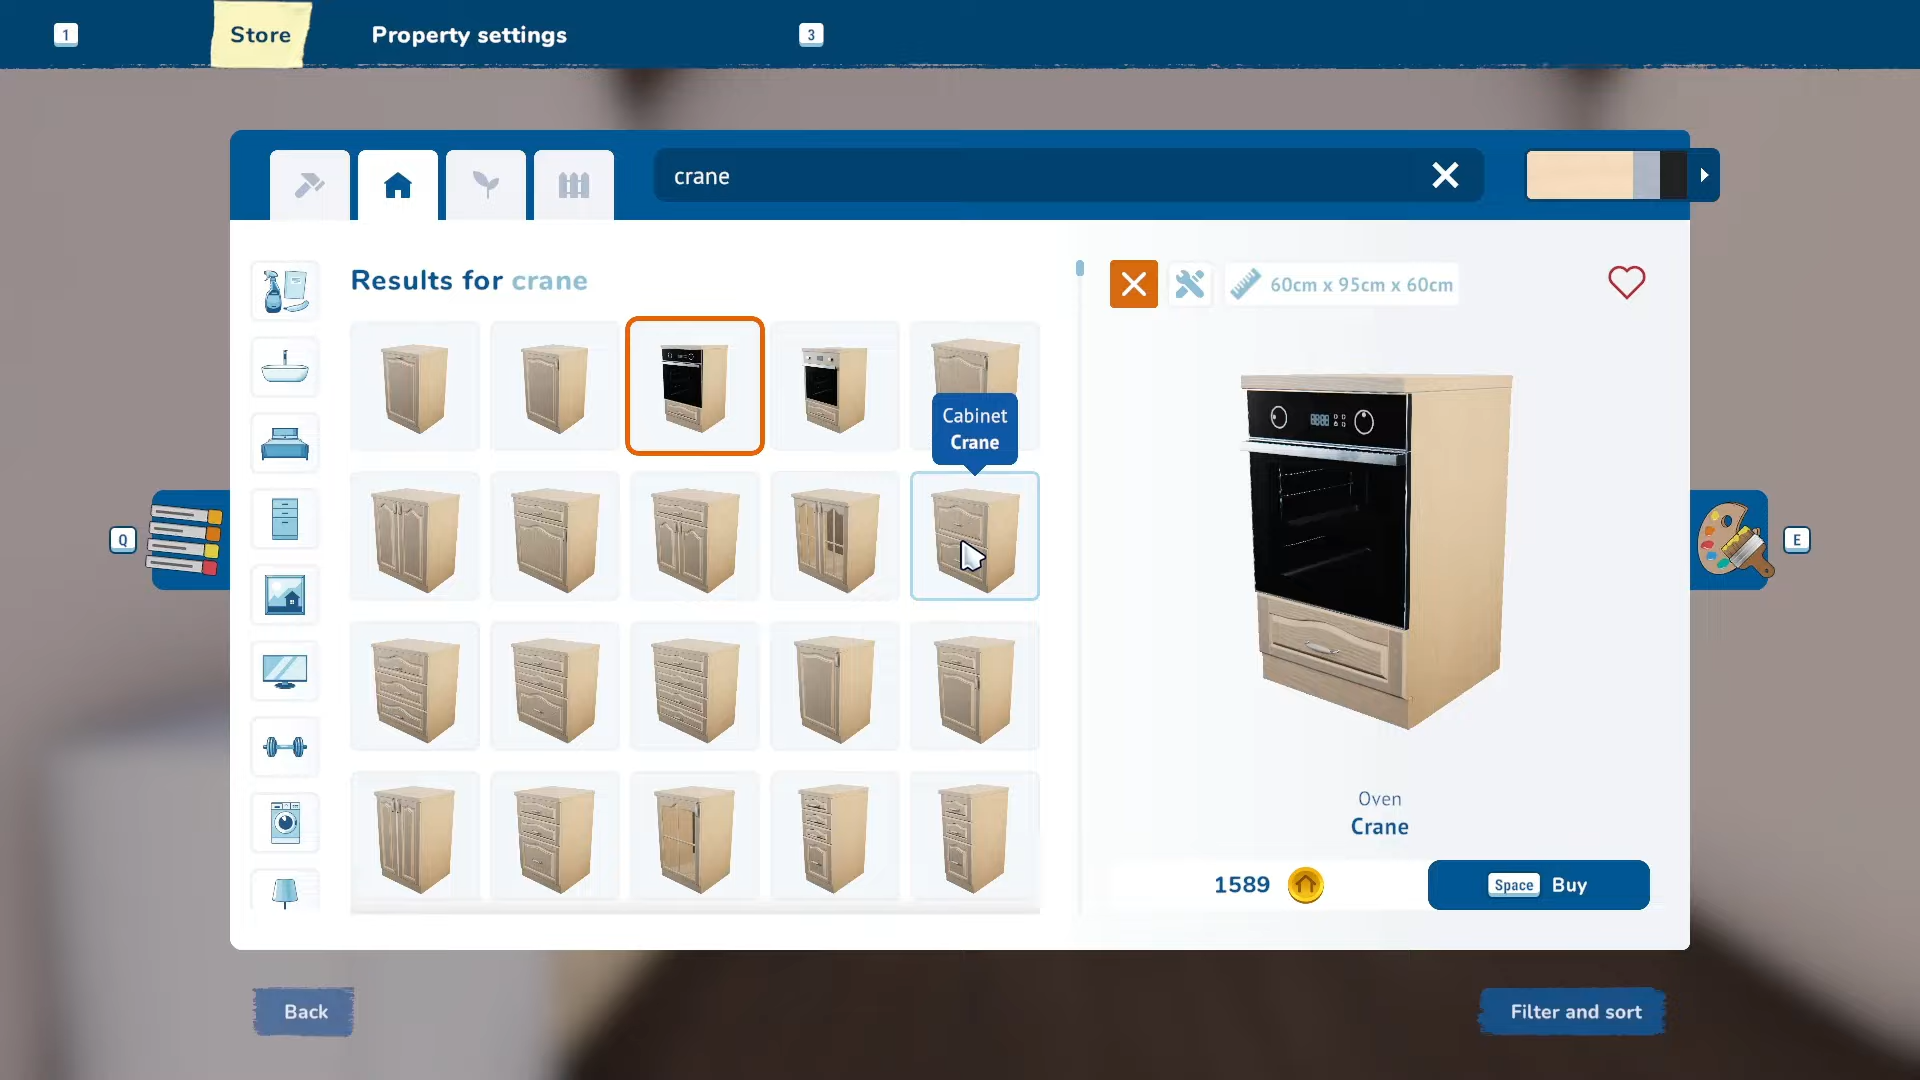 1
Store
Property settings
3
crane
Results for crane
60cm x 95cm x 60cm
Cabinet
Crane
Q
E
Oven
Crane
1589
Space Buy
Back
Filter and sort